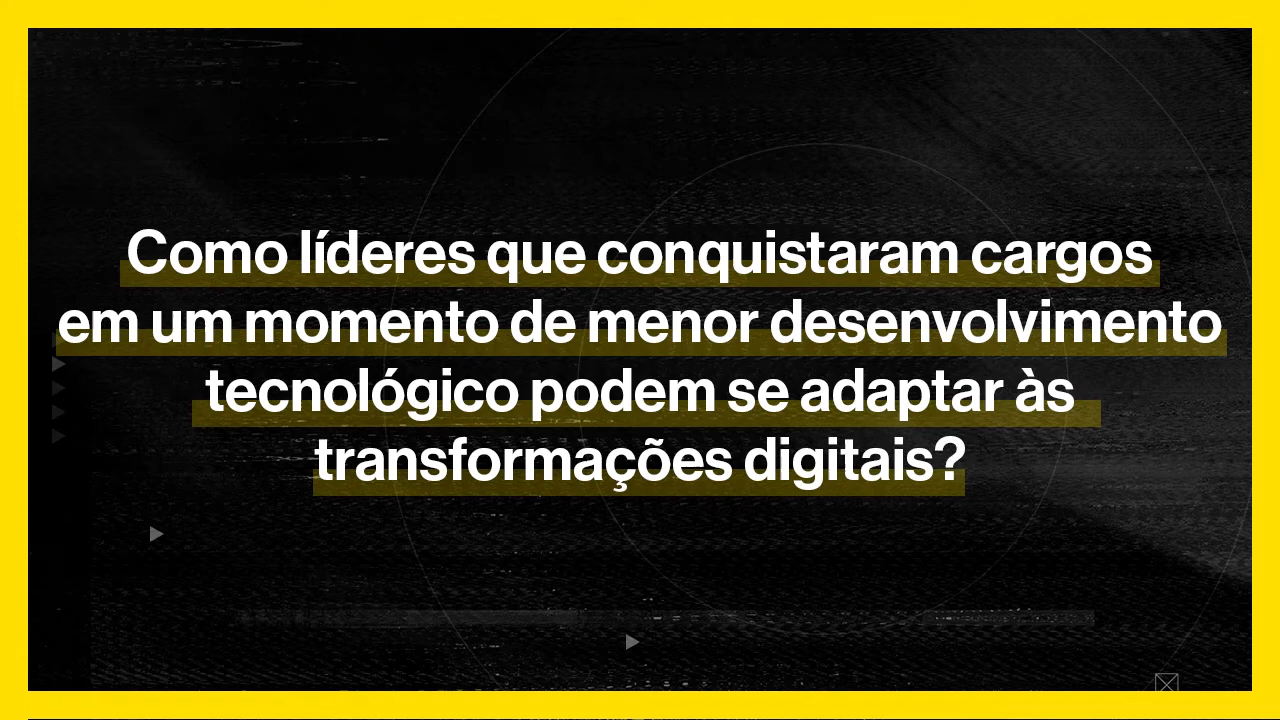 Como líderes que conquistaram cargos
em um momento de menor desenvolvimento
tecnológico podem se adaptar às
transformações digitais?